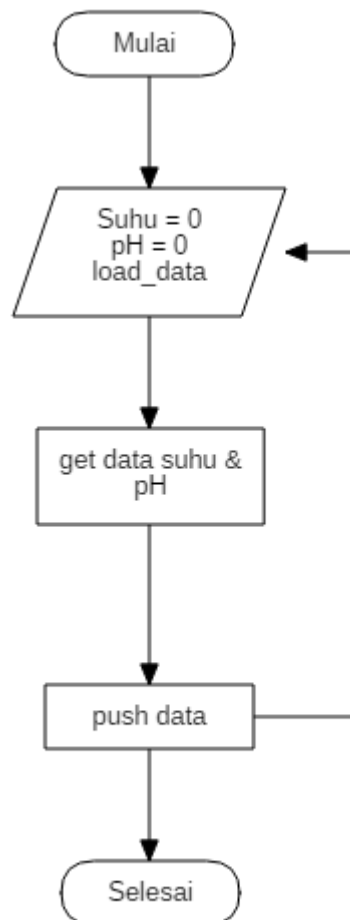 Mulai
Suhu = 0
pH = 0
load_data
get data suhu &
pH
push data
Selesai